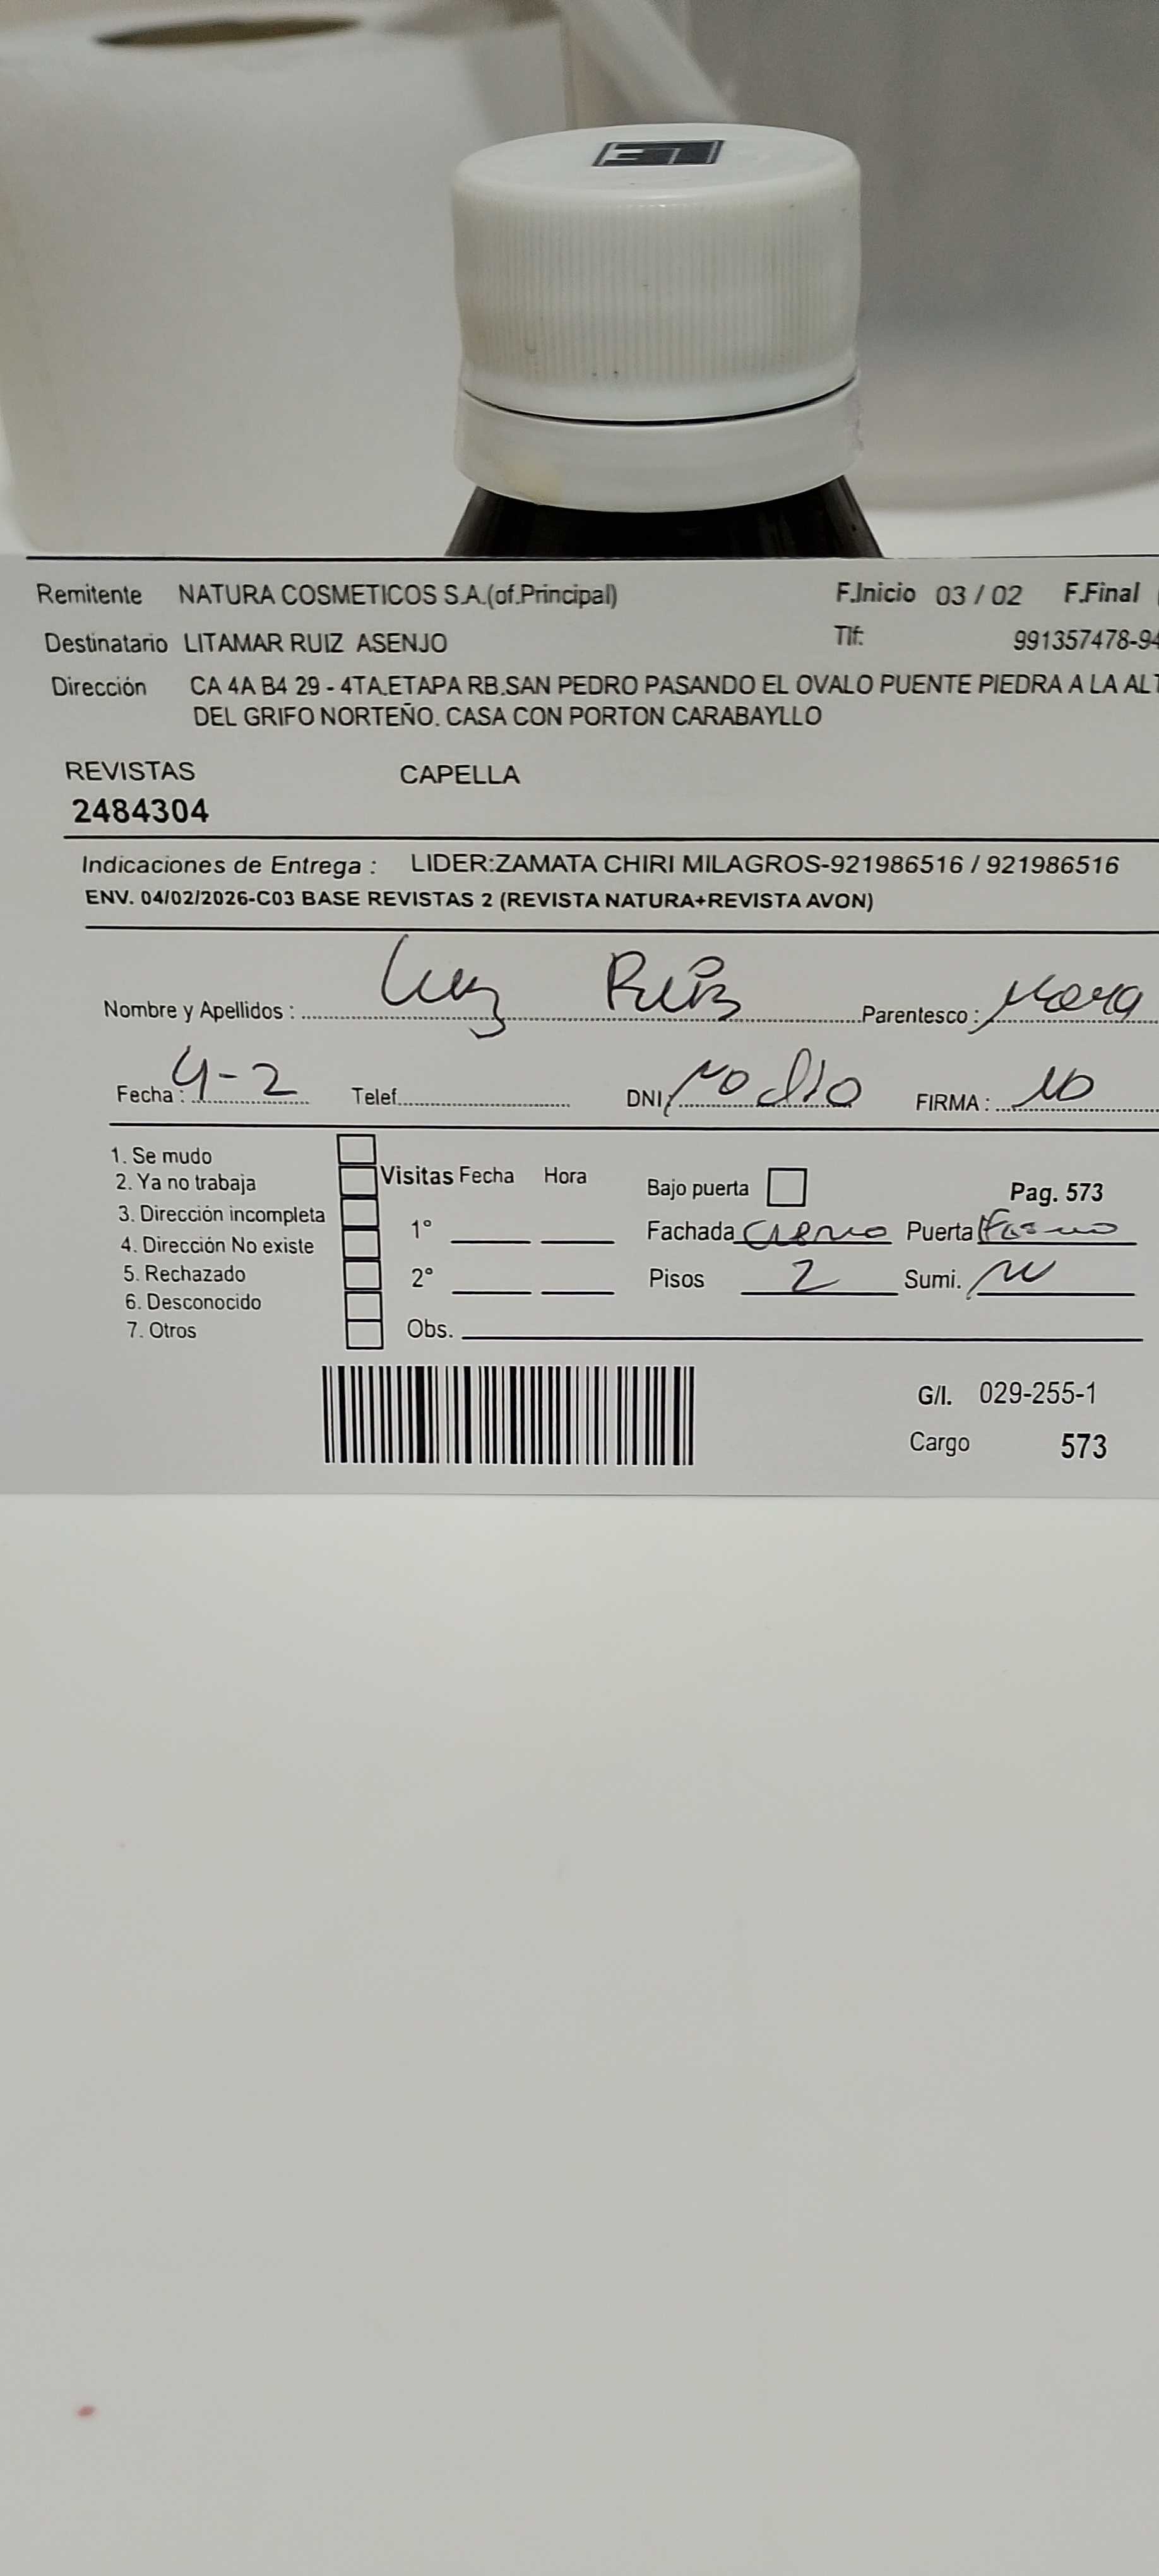 Remitente NATURA COSMETICOS S.A.(of.Principal) F.Inicio 03 / 02 F.Final
Destinatario LITAMAR RUIZ ASENJO Tlf: 991357478-94
Dirección CA 4A B4 29 - 4TA.ETAPA RB.SAN PEDRO PASANDO EL OVALO PUENTE PIEDRA A LA ALT
DEL GRIFO NORTEÑO. CASA CON PORTON CARABAYLLO
REVISTAS CAPELLA
2484304
Indicaciones de Entrega : LIDER:ZAMATA CHIRI MILAGROS-921986516 / 921986516
ENV. 04/02/2026-C03 BASE REVISTAS 2 (REVISTA NATURA+REVISTA AVON)
Nombre y Apellidos : Luz Ruiz Parentesco :
Fecha : 4-2 Telef. DNI No dio FIRMA : NO
1. Se mudo
2. Ya no trabaja Visitas Fecha Hora Bajo puerta Pag. 573
3. Dirección incompleta 1° Fachada Puerta
4. Dirección No existe
5. Rechazado 2° Pisos 2 Sumi.
6. Desconocido
7. Otros Obs.
G/I. 029-255-1
Cargo 573